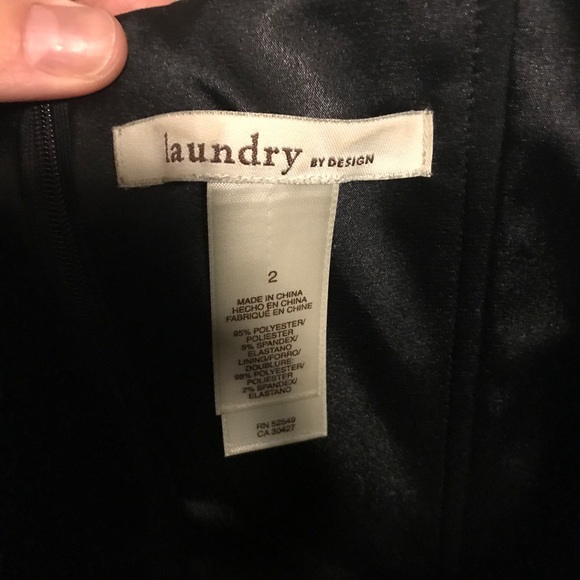 laundry BY DESIGN
2
MADE IN CHINA
HECHO EN CHINA
FABRIQUÉ EN CHINE
95% POLYESTER/
POLIESTER
5% SPANDEX/
ELASTANO
LINING/FORRO/
DOUBLURE:
98% POLYESTER/
POLIESTER
2% SPANDEX/
ELASTANO
RN 52549
CA 30427